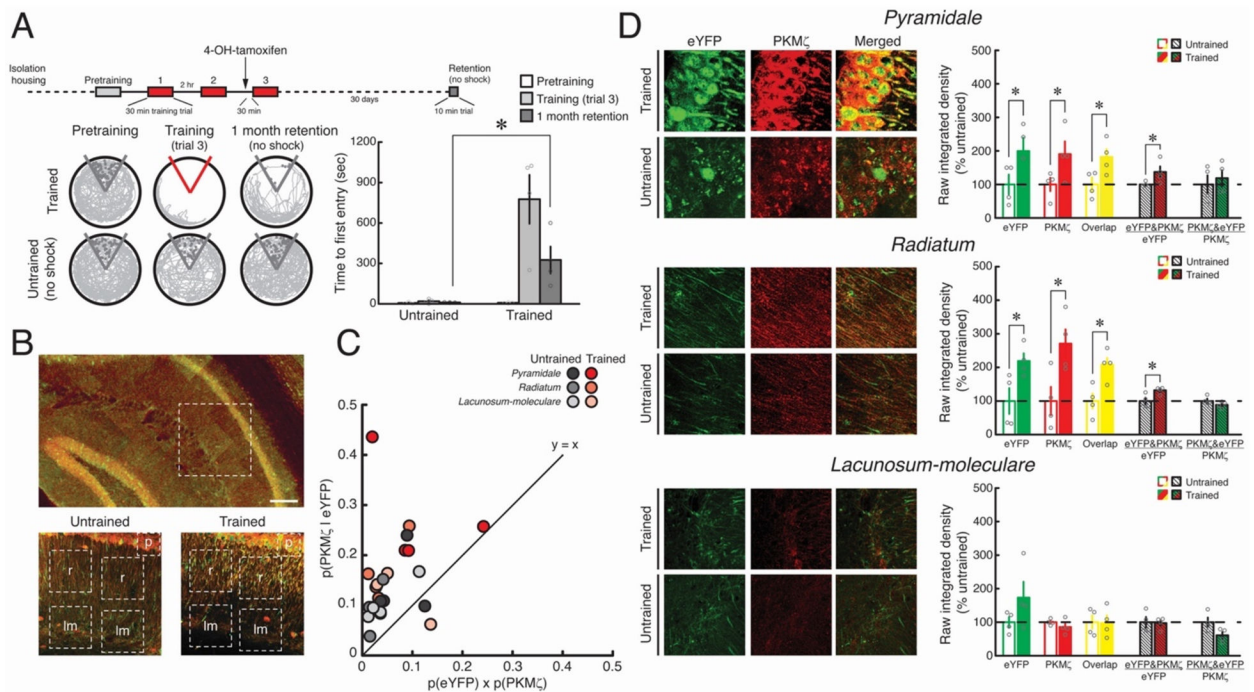 A
4-OH-tamoxifen
Isolation
housing
Pretraining
1
2 hr
2
3
Retention
(no shock)
30 min training trial
30 min
30 days
10 min trial
Pretraining
Training
(trial 3)
1 month retention
(no shock)
Trained
Untrained
(no shock)
Pretraining
Training (trial 3)
1 month retention
*
Time to first entry (sec)
1200
900
600
300
0
Untrained
Trained
B
Untrained
Trained
p
r
r
lm
lm
p
r
r
lm
lm
C
Untrained Trained
Pyramidale
Radiatum
Lacunosum-moleculare
y = x
p(PKMζ | eYFP)
0.5
0.4
0.3
0.2
0.1
0
0 0.1 0.2 0.3 0.4 0.5
p(eYFP) x p(PKMζ)
D
Pyramidale
eYFP PKMζ Merged
Trained
Untrained
Raw integrated density
(% untrained)
500
400
300
200
100
0
Untrained
Trained
* * * *
eYFP PKMζ Overlap eYFP&PKMζ PKMζ&eYFP
eYFP PKMζ
Radiatum
Trained
Untrained
Raw integrated density
(% untrained)
500
400
300
200
100
0
Untrained
Trained
* * * *
eYFP PKMζ Overlap eYFP&PKMζ PKMζ&eYFP
eYFP PKMζ
Lacunosum-moleculare
Trained
Untrained
Raw integrated density
(% untrained)
500
400
300
200
100
0
Untrained
Trained
eYFP PKMζ Overlap eYFP&PKMζ PKMζ&eYFP
eYFP PKMζ